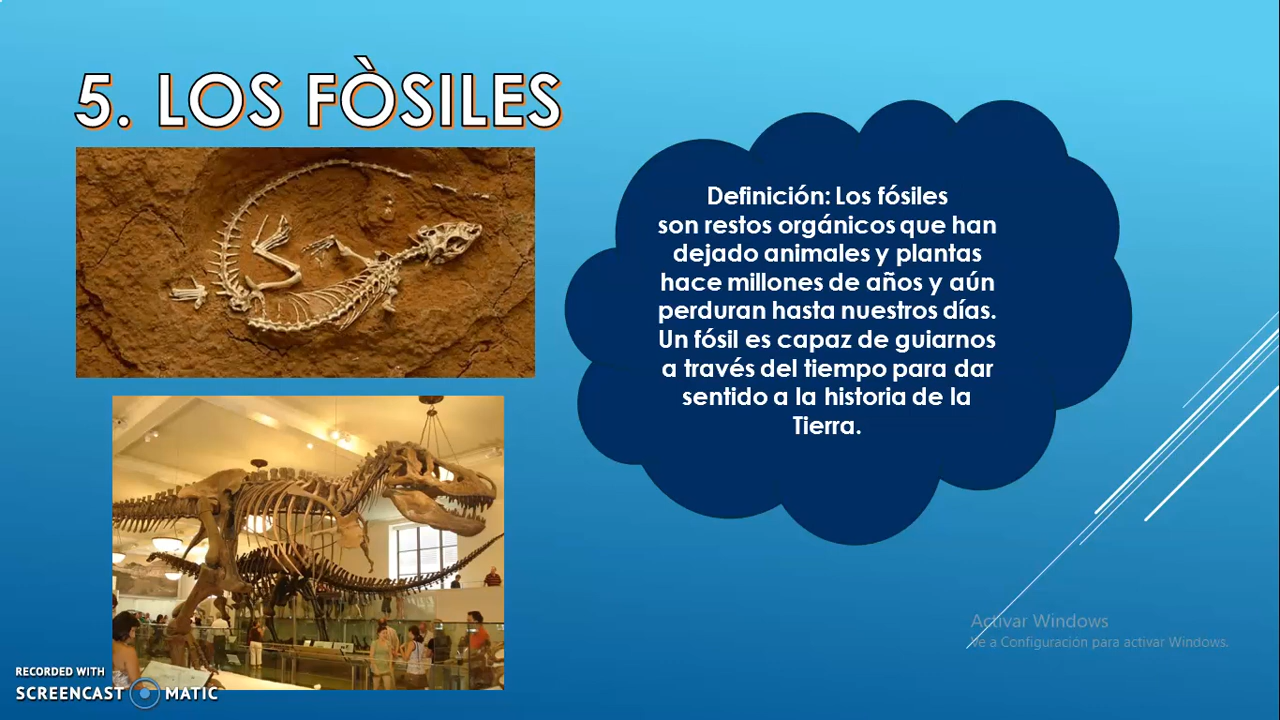 5. LOS FÒSILES
Definición: Los fósiles
son restos orgánicos que han
dejado animales y plantas
hace millones de años y aún
perduran hasta nuestros días.
Un fósil es capaz de guiarnos
a través del tiempo para dar
sentido a la historia de la
Tierra.
Activar Windows
Ve a Configuración para activar Windows.
RECORDED WITH
SCREENCAST MATIC